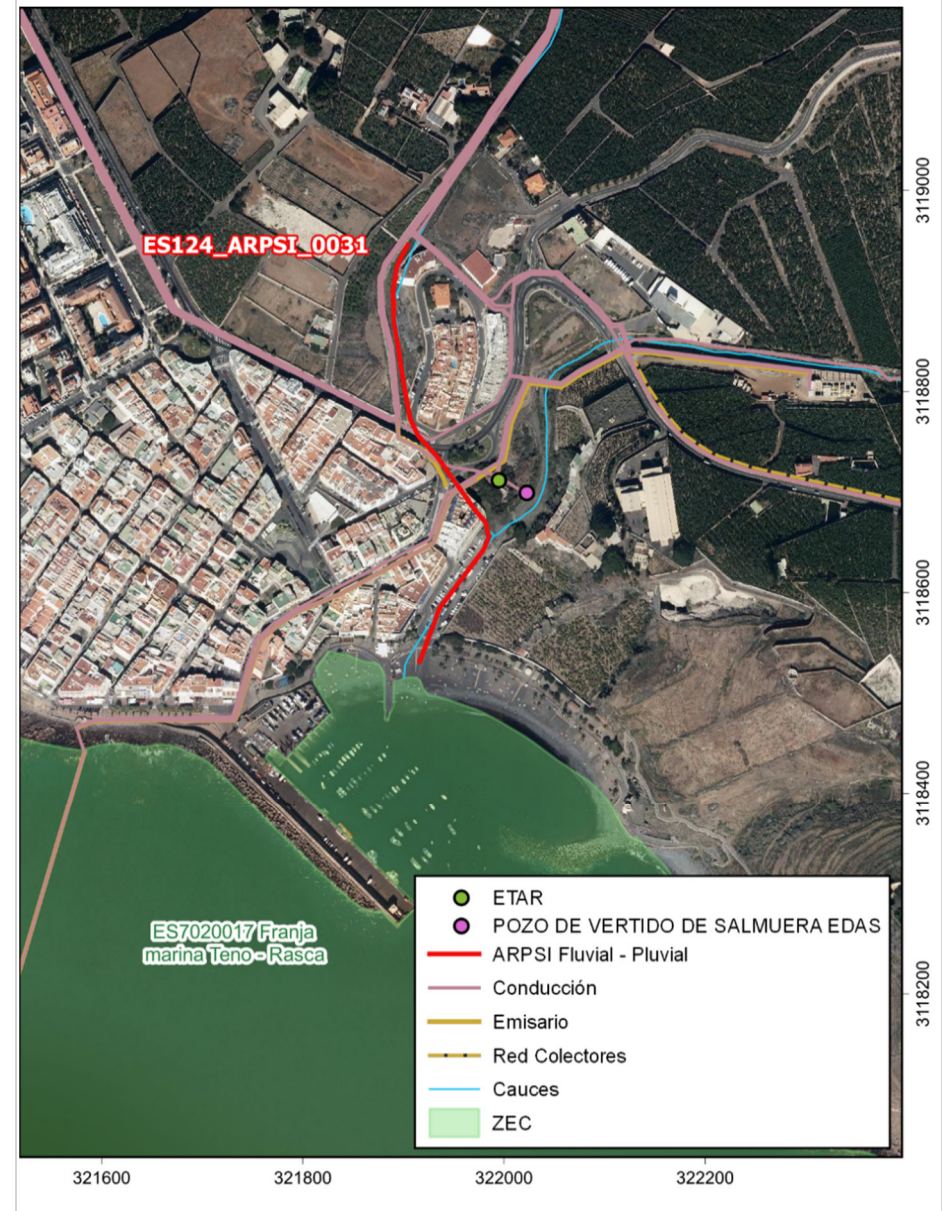 ES124_ARPSI_0031
ES7020017 Franja
marina Teno - Rasca
ETAR
POZO DE VERTIDO DE SALMUERA EDAS
ARPSI Fluvial - Pluvial
Conducción
Emisario
Red Colectores
Cauces
ZEC
3119000
3118800
3118600
3118400
3118200
321600
321800
322000
322200